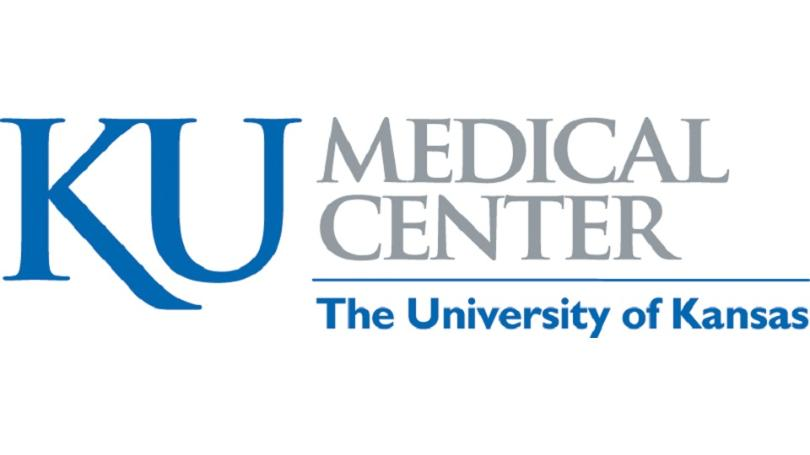 KU
MEDICAL
CENTER
The University of Kansas